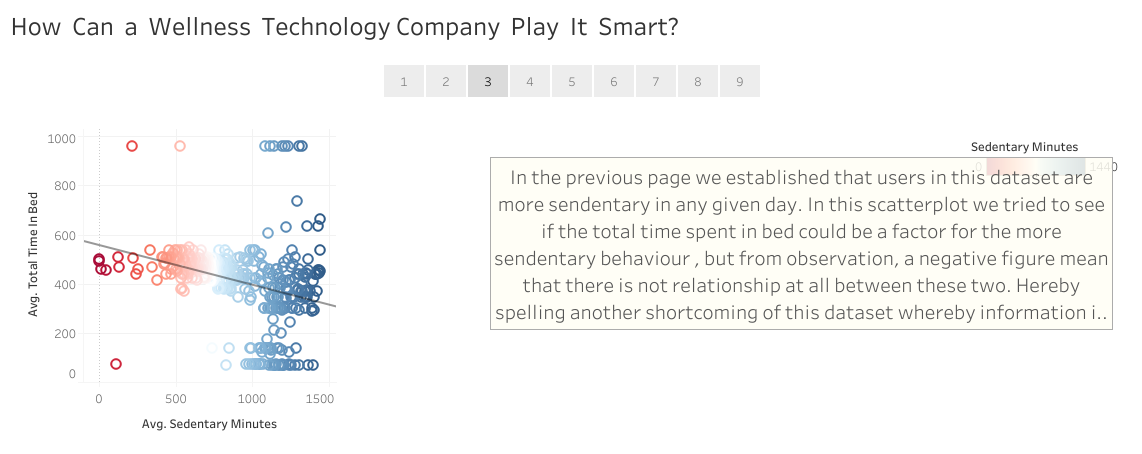 How Can a Wellness Technology Company Play It Smart?
1 2 3 4 5 6 7 8 9
Sedentary Minutes
0 1440
In the previous page we established that users in this dataset are
more sendentary in any given day. In this scatterplot we tried to see
if the total time spent in bed could be a factor for the more
sendentary behaviour , but from observation, a negative figure mean
that there is not relationship at all between these two. Hereby
spelling another shortcoming of this dataset whereby information i..
Avg. Total Time In Bed
1000
800
600
400
200
0
0 500 1000 1500
Avg. Sedentary Minutes